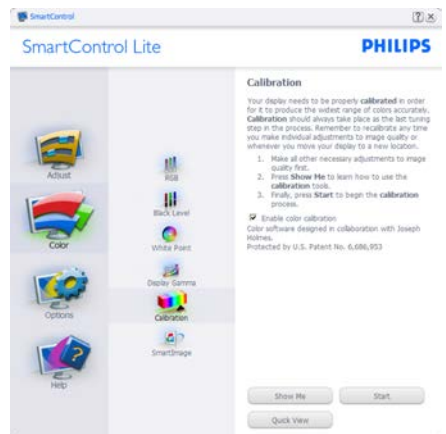 SmartControl
SmartControl Lite
PHILIPS
Adjust
Color
Options
Help
RGB
Black Level
White Point
Display Gamma
Calibration
SmartImage
Calibration
Your display needs to be properly calibrated in order
for it to produce the widest range of colors accurately.
Calibration should always take place as the last tuning
step in the process. Remember to recalibrate any time
you make individual adjustments to image quality or
whenever you move your display to a new location.
1. Make all other necessary adjustments to image
quality first.
2. Press Show Me to learn how to use the
calibration tools.
3. Finally, press Start to begin the calibration
process.
Enable color calibration
Color software designed in collaboration with Joseph
Holmes.
Protected by U.S. Patent No. 6,686,953
Show Me
Start
Quick View